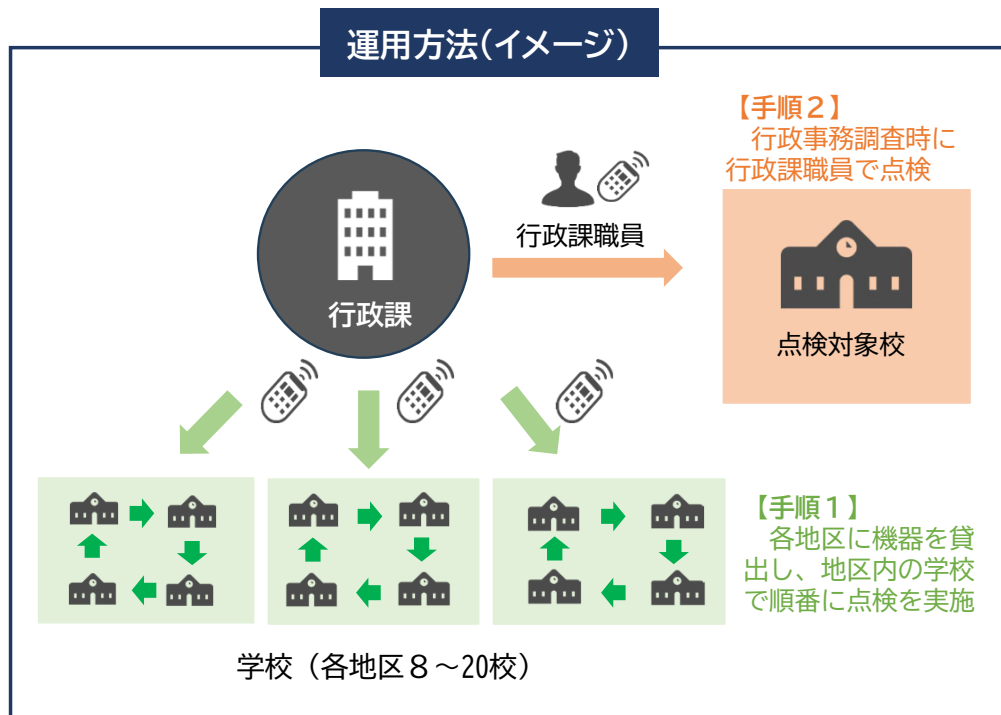 運用方法(イメージ)
【手順２】
行政事務調査時に
行政課職員で点検
行政課職員
行政課
点検対象校
【手順１】
各地区に機器を貸
出し、地区内の学校
で順番に点検を実施
学校（各地区８～20校）